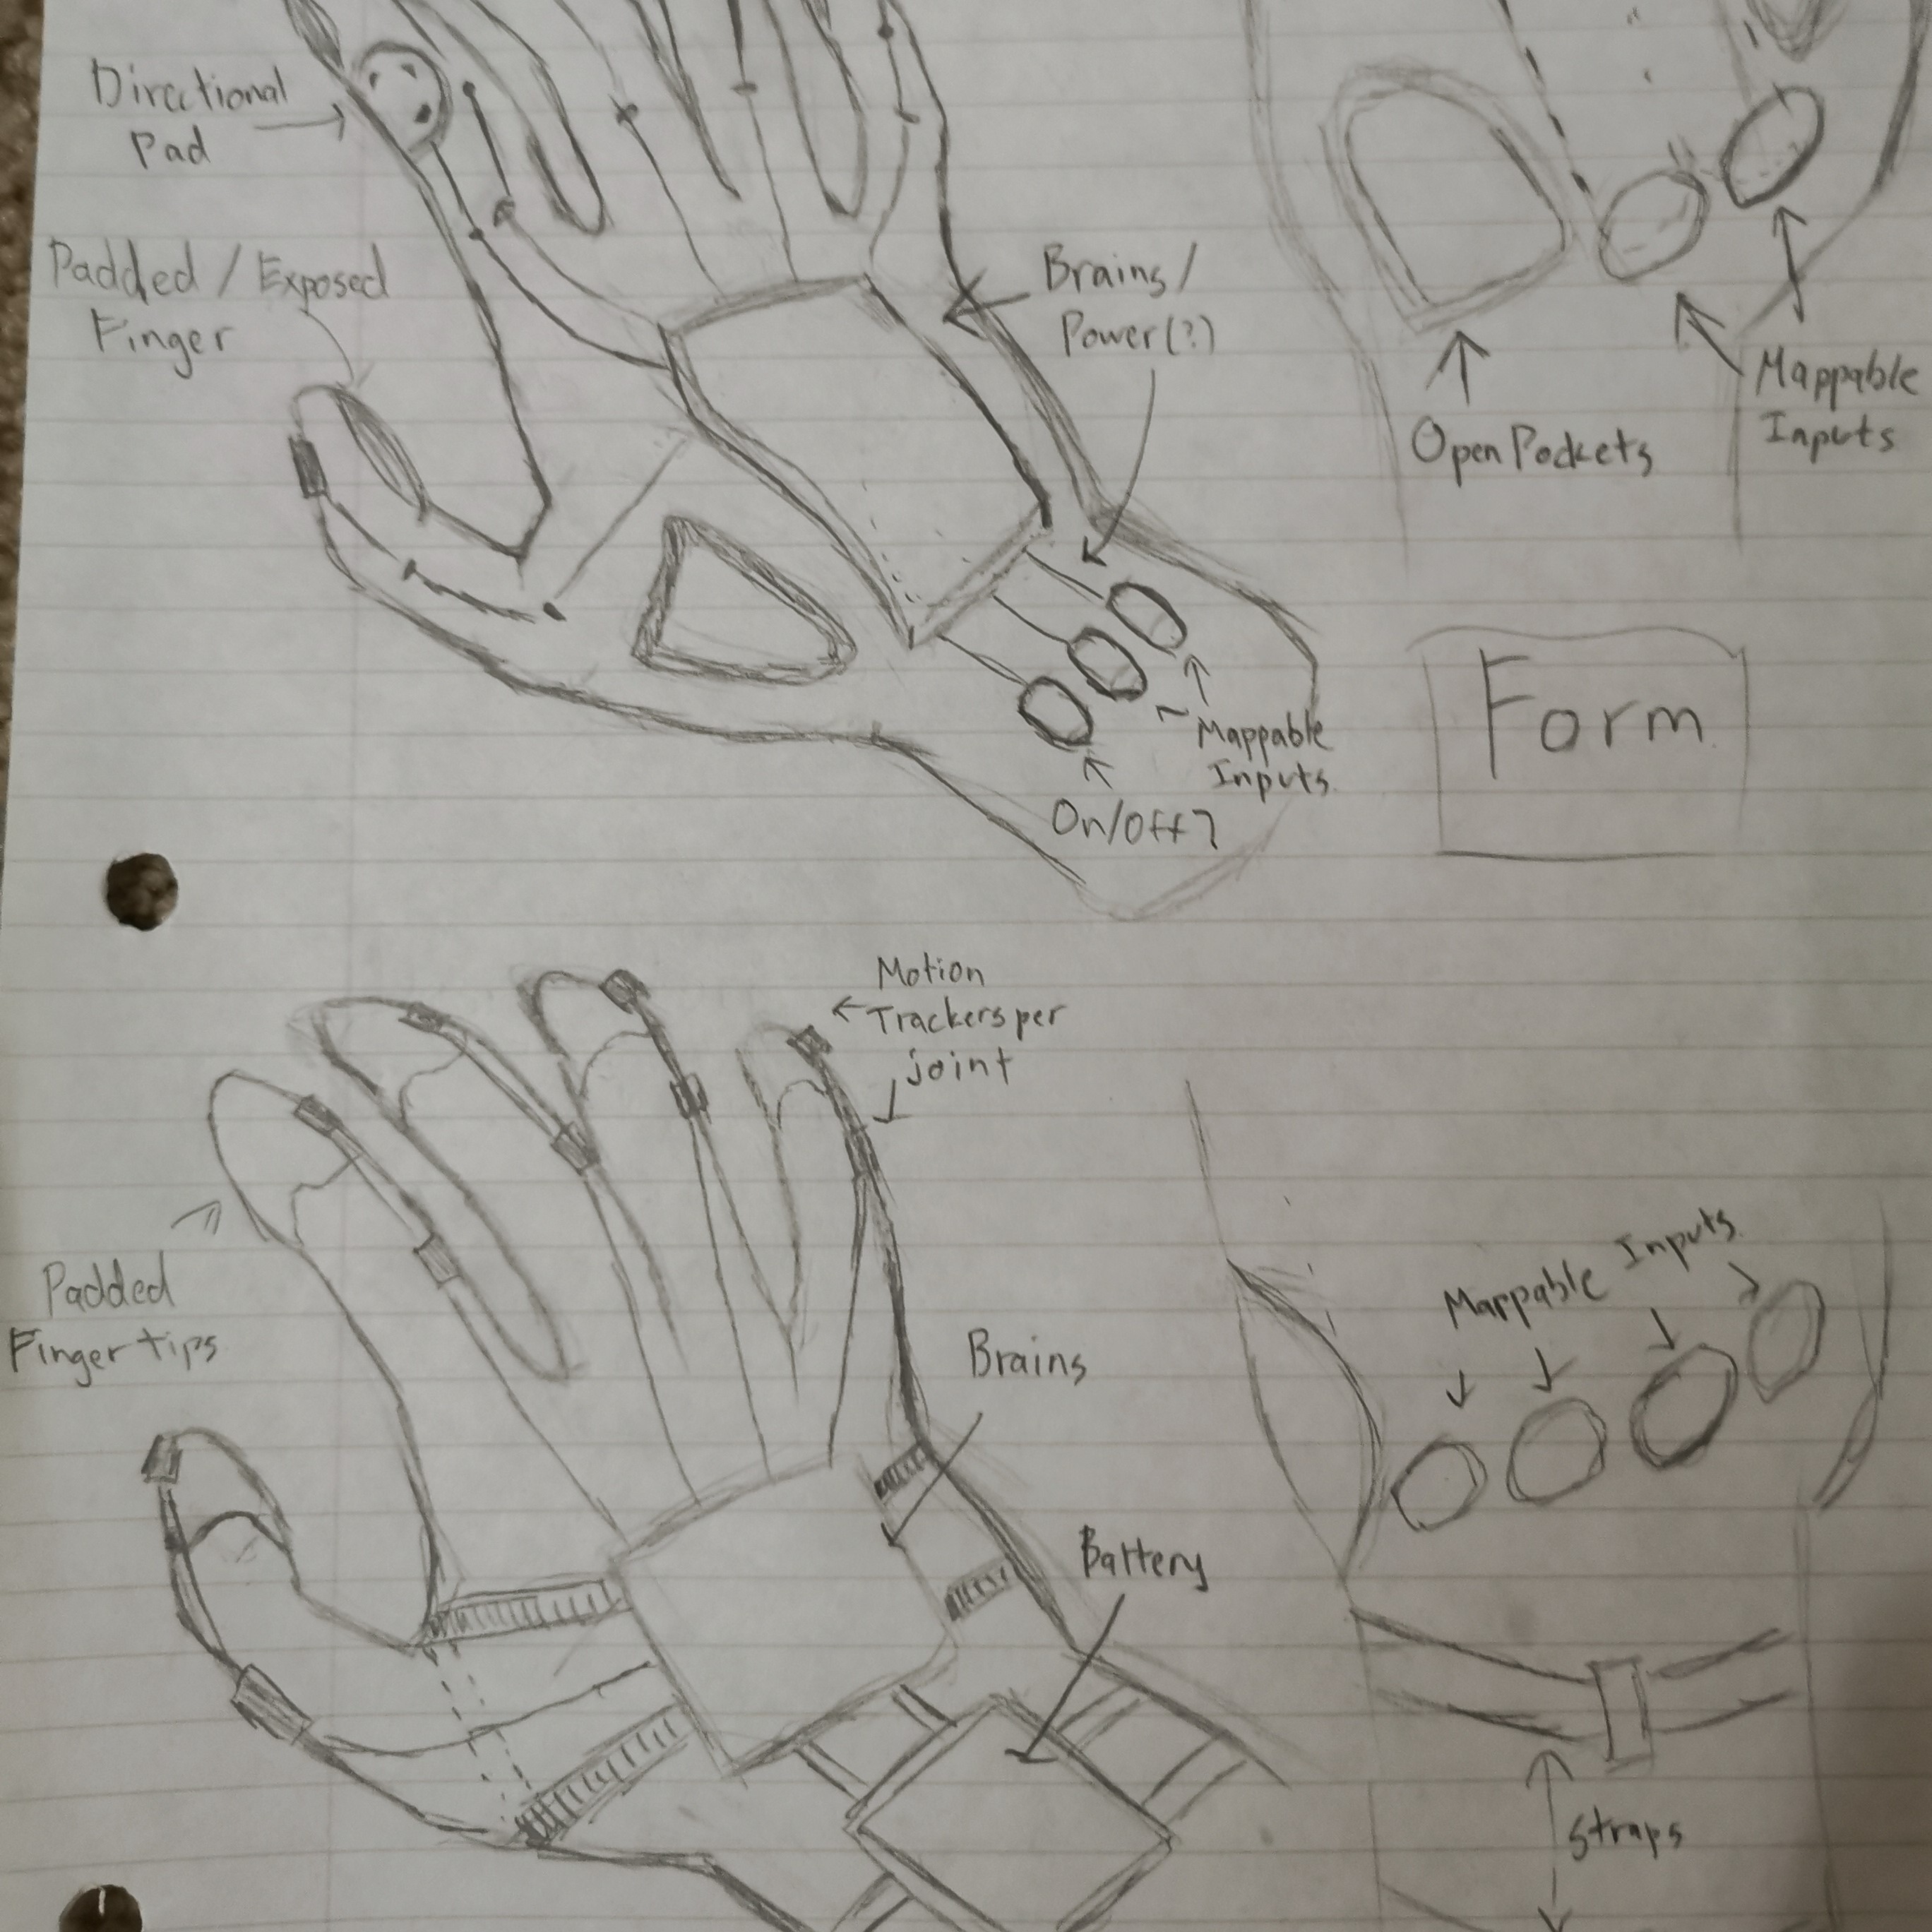 Directional
Pad
Padded / Exposed
Finger
Brains/
Power(?)
Open Pockets
Mappable
Inputs
Mappable
Inputs.
On/Off?
Form
Motion
Trackers per
joint
Padded
Finger tips
Brains
Battery
Mappable Inputs.
Straps